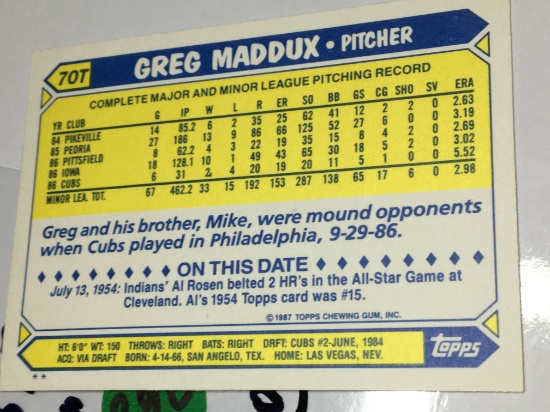 70T
GREG MADDUX • PITCHER
COMPLETE MAJOR AND MINOR LEAGUE PITCHING RECORD
YR CLUB G IP W L R ER SO BB GS CG SHO SV ERA
84 PIKEVILLE 14 85.2 6 2 35 25 62 41 12 2 2 0 2.63
85 PEORIA 27 186 13 9 86 66 125 52 27 6 0 0 3.19
86 PITTSFIELD 8 62.2 4 3 22 19 35 15 8 4 2 0 2.69
86 IOWA 18 128.1 10 1 49 43 65 30 18 5 2 0 3.02
86 CUBS 6 31 2 4 20 19 20 11 5 1 0 0 5.52
MINOR LEA. TOT. 67 462.2 33 15 192 153 287 138 65 17 6 0 2.98
Greg and his brother, Mike, were mound opponents
when Cubs played in Philadelphia, 9-29-86.
ON THIS DATE
July 13, 1954: Indians' Al Rosen belted 2 HR's in the All-Star Game at
Cleveland. Al's 1954 Topps card was #15.
©1987 TOPPS CHEWING GUM, INC.
HT: 6'0" WT: 150 THROWS: RIGHT BATS: RIGHT DRFT: CUBS #2-JUNE, 1984
ACQ: VIA DRAFT BORN: 4-14-66, SAN ANGELO, TEX. HOME: LAS VEGAS, NEV.
Topps
**